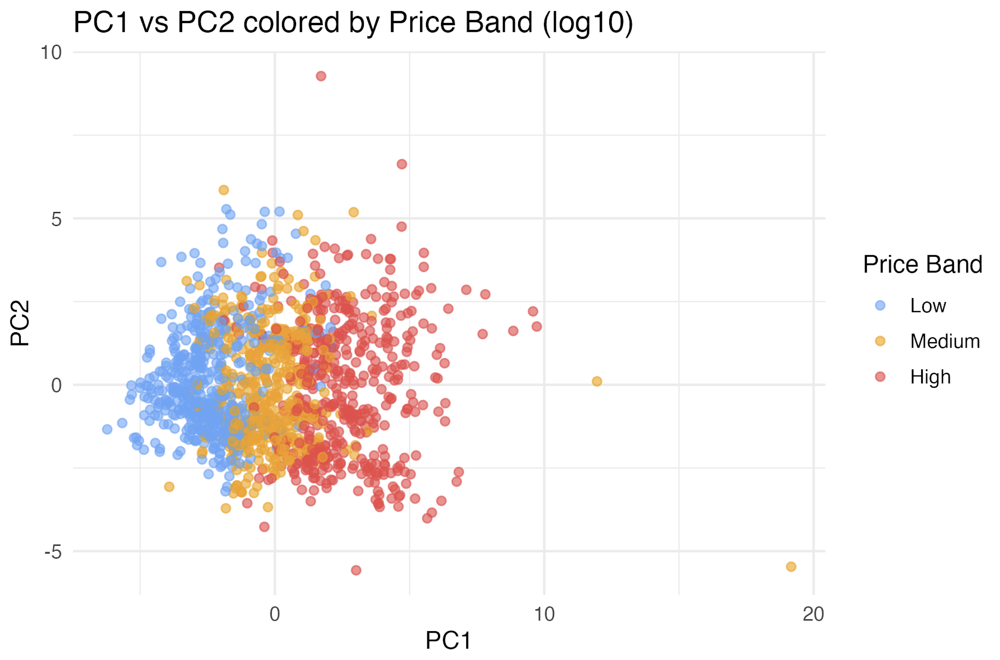 PC1 vs PC2 colored by Price Band (log10)
10
5
0
-5
PC2
0
10
20
PC1
Price Band
Low
Medium
High